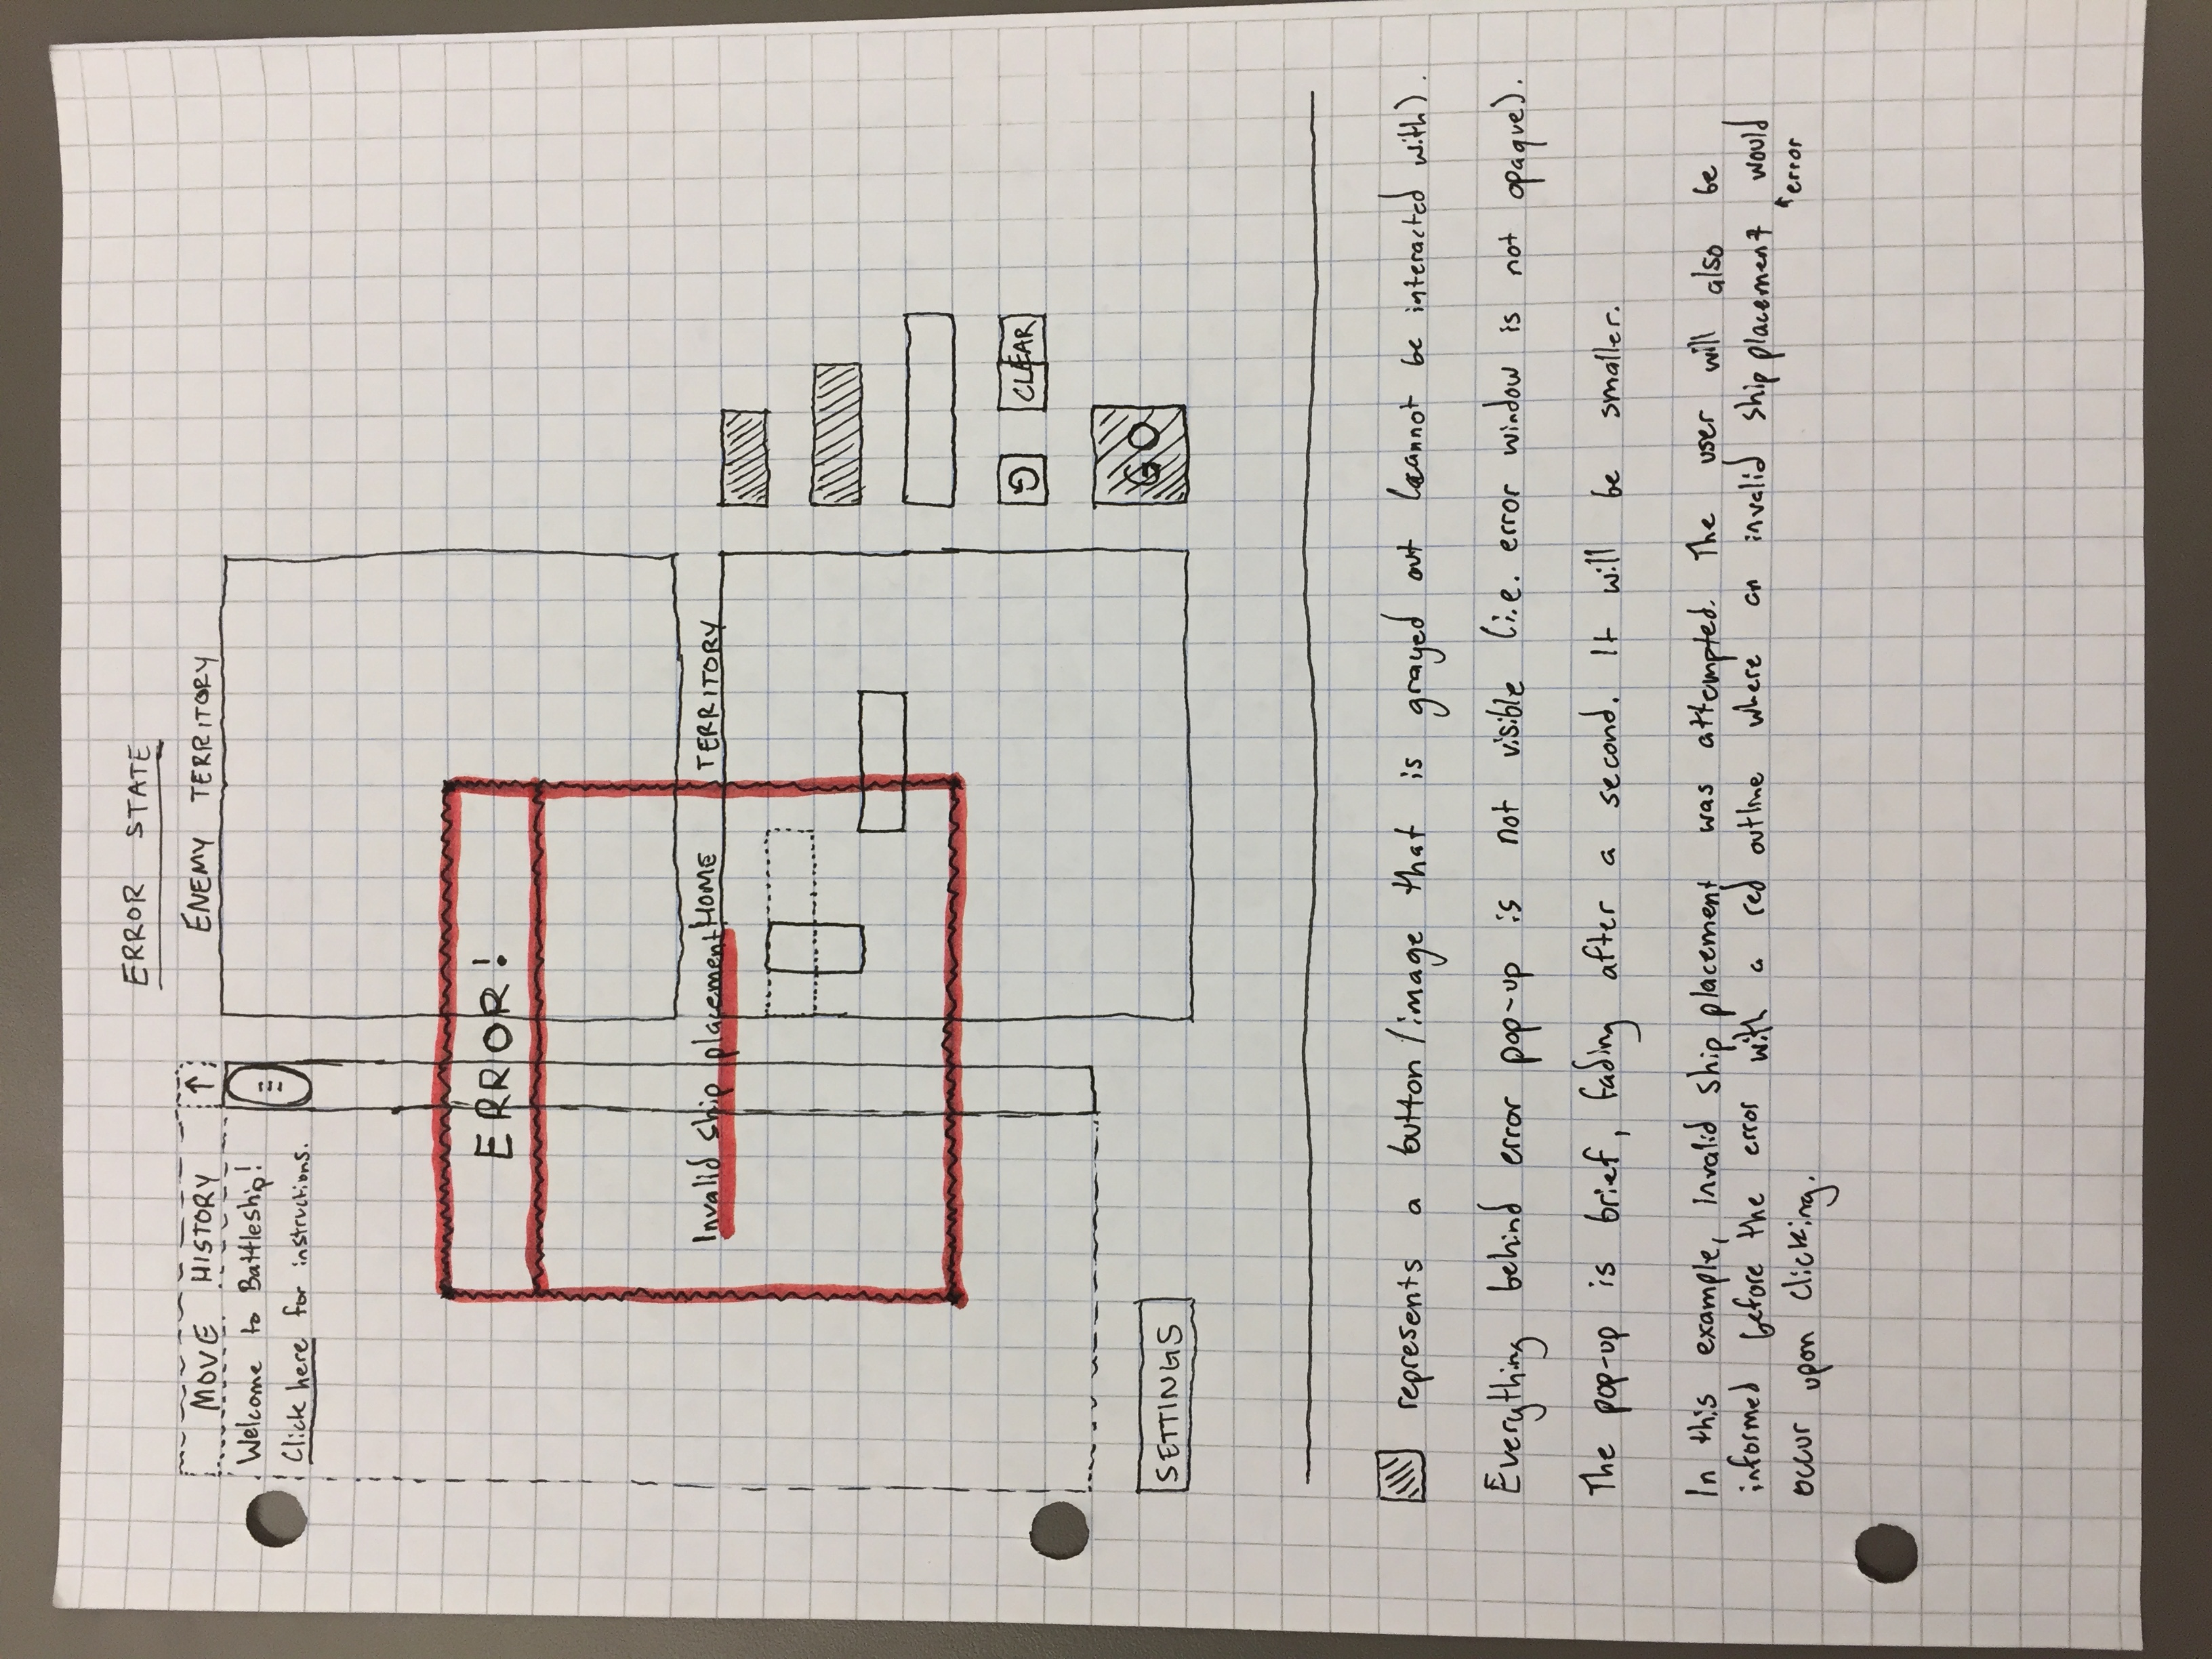 ERROR STATE
MOVE HISTORY ↑
Welcome to Battleship!
Click here for instructions.
ENEMY TERRITORY
ERROR!
Invalid ship placement
HOME TERRITORY
CLEAR
GO
SETTINGS
represents a button/image that is grayed out (cannot be interacted with).
Everything behind error pop-up is not visible (i.e. error window is not opaque).
The pop-up is brief, fading after a second. It will be smaller.
In this example, invalid ship placement was attempted. The user will also be
informed before the error with a red outline where an invalid ship placement would
↑error
occur upon clicking.